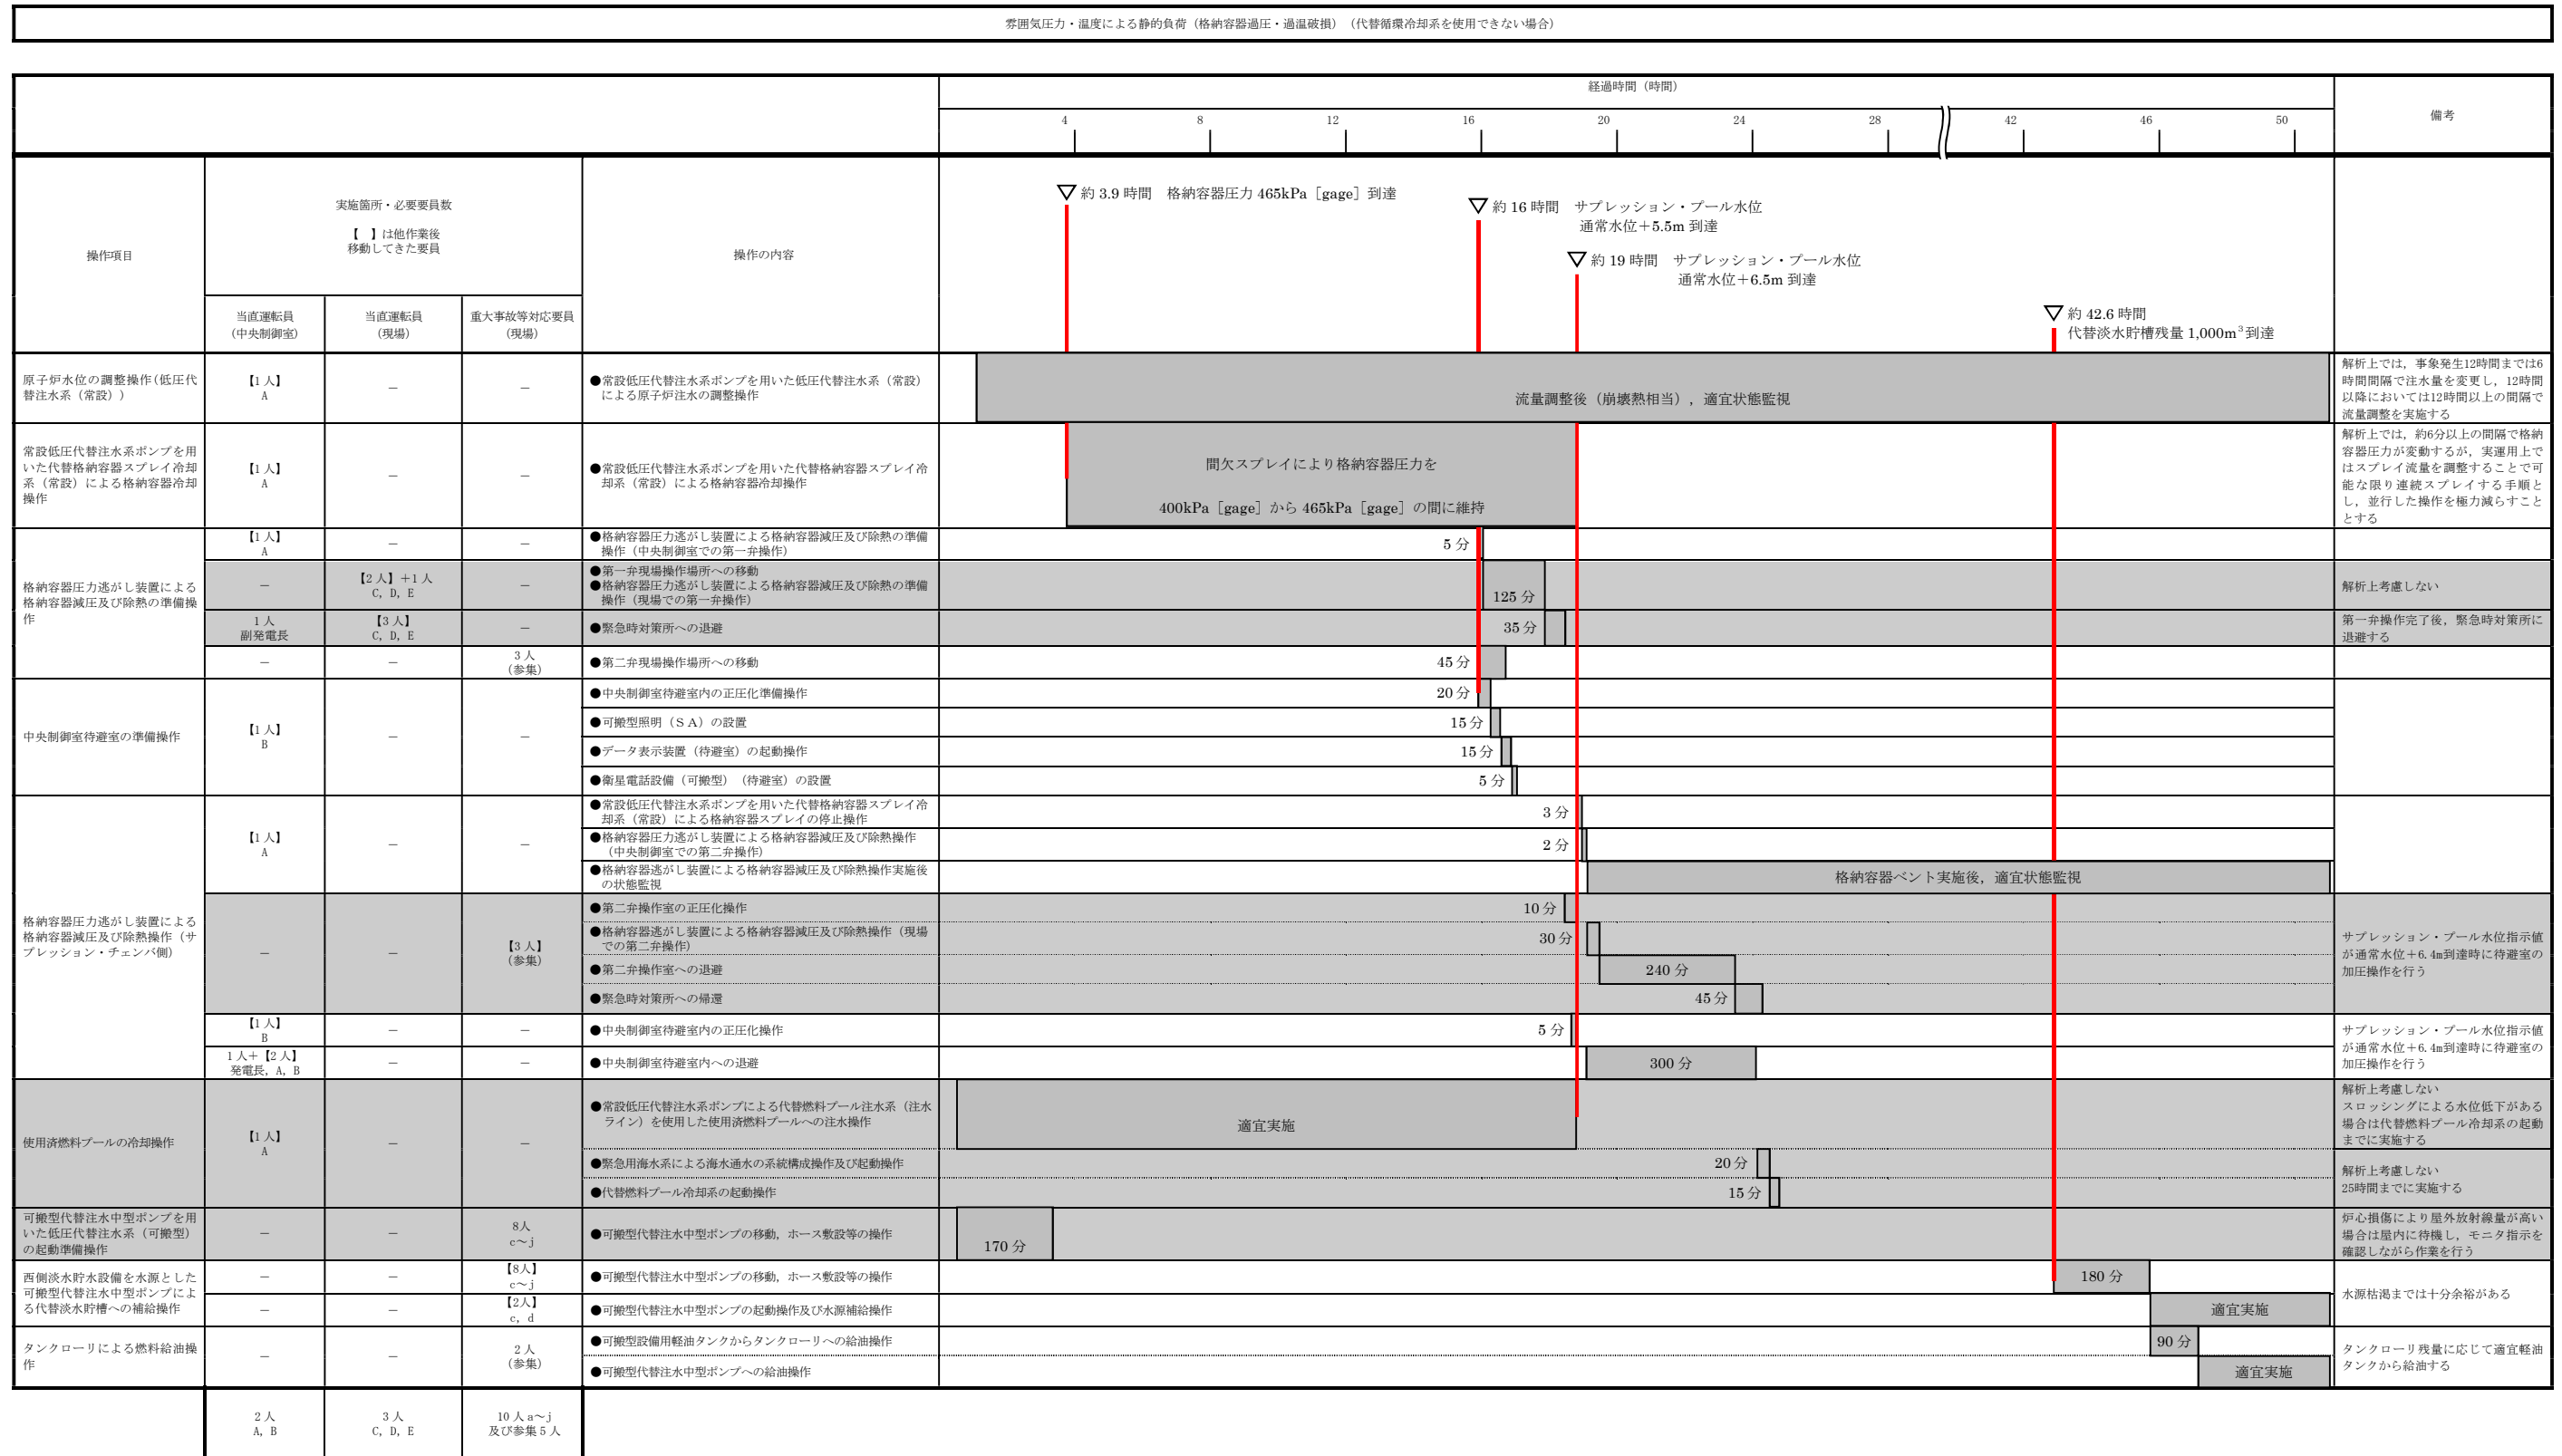 雰囲気圧力・温度による静的負荷（格納容器過圧・過温破損）（代替循環冷却系を使用できない場合）
経過時間（時間）
備考
4 8 12 16 20 24 28 42 46 50
操作項目
実施箇所・必要要員数
【　】は他作業後
移動してきた要員
操作の内容
当直運転員
（中央制御室）
当直運転員
（現場）
重大事故等対応要員
（現場）
約 3.9 時間　格納容器圧力 465kPa［gage］到達
約 16 時間　サプレッション・プール水位
通常水位＋5.5m 到達
約 19 時間　サプレッション・プール水位
通常水位＋6.5m 到達
約 42.6 時間
代替淡水貯槽残量 1,000m³到達
原子炉水位の調整操作（低圧代
替注水系（常設））
【1 人】
A
－
－
●常設低圧代替注水系ポンプを用いた低圧代替注水系（常設）
による原子炉注水の調整操作
流量調整後（崩壊熱相当），適宜状態監視
解析上では，事象発生12時間までは6
時間間隔で注水量を変更し，12時間
以降においては12時間以上の間隔で
流量調整を実施する
常設低圧代替注水系ポンプを用
いた代替格納容器スプレイ冷却
系（常設）による格納容器冷却
操作
【1 人】
A
－
－
●常設低圧代替注水系ポンプを用いた代替格納容器スプレイ冷
却系（常設）による格納容器冷却操作
間欠スプレイにより格納容器圧力を
400kPa［gage］から 465kPa［gage］の間に維持
解析上では，約6分以上の間隔で格納
容器圧力が変動するが，実運用上で
はスプレイ流量を調整することで可
能な限り連続スプレイする手順と
し，並行した操作を極力減らすこと
とする
格納容器圧力逃がし装置による
格納容器減圧及び除熱の準備操
作
【1 人】
A
－
－
●格納容器圧力逃がし装置による格納容器減圧及び除熱の準備
操作（中央制御室での第一弁操作）
5 分
－
【2 人】＋1 人
C, D, E
－
●第一弁現場操作場所への移動
●格納容器圧力逃がし装置による格納容器減圧及び除熱の準備
操作（現場での第一弁操作）
125 分
解析上考慮しない
1 人
副発電長
【3 人】
C, D, E
－
●緊急時対策所への退避
35 分
第一弁操作完了後，緊急時対策所に
退避する
－
－
3 人
（参集）
●第二弁現場操作場所への移動
45 分
中央制御室待避室の準備操作
【1 人】
B
－
－
●中央制御室待避室内の正圧化準備操作
20 分
●可搬型照明（ＳＡ）の設置
15 分
●データ表示装置（待避室）の起動操作
15 分
●衛星電話設備（可搬型）（待避室）の設置
5 分
格納容器圧力逃がし装置による
格納容器減圧及び除熱操作（サ
プレッション・チェンバ側）
【1 人】
A
－
－
●常設低圧代替注水系ポンプを用いた代替格納容器スプレイ冷
却系（常設）による格納容器スプレイの停止操作
3 分
●格納容器圧力逃がし装置による格納容器減圧及び除熱操作
（中央制御室での第二弁操作）
2 分
●格納容器逃がし装置による格納容器減圧及び除熱操作実施後
の状態監視
格納容器ベント実施後，適宜状態監視
－
－
【3 人】
（参集）
●第二弁操作室の正圧化操作
10 分
●格納容器逃がし装置による格納容器減圧及び除熱操作（現場
での第二弁操作）
30 分
●第二弁操作室への退避
240 分
●緊急時対策所への帰還
45 分
サプレッション・プール水位指示値
が通常水位＋6.4m到達時に待避室の
加圧操作を行う
【1 人】
B
－
－
●中央制御室待避室内の正圧化操作
5 分
1 人＋【2 人】
発電長, A, B
－
－
●中央制御室待避室内への退避
300 分
サプレッション・プール水位指示値
が通常水位＋6.4m到達時に待避室の
加圧操作を行う
使用済燃料プールの冷却操作
【1 人】
A
－
－
●常設低圧代替注水系ポンプによる代替燃料プール注水系（注水
ライン）を使用した使用済燃料プールへの注水操作
適宜実施
解析上考慮しない
スロッシングによる水位低下がある
場合は代替燃料プール冷却系の起動
までに実施する
●緊急用海水系による海水通水の系統構成操作及び起動操作
20 分
●代替燃料プール冷却系の起動操作
15 分
解析上考慮しない
25時間までに実施する
可搬型代替注水中型ポンプを用
いた低圧代替注水系（可搬型）
の起動準備操作
－
－
8人
c～j
●可搬型代替注水中型ポンプの移動，ホース敷設等の操作
170 分
炉心損傷により屋外放射線量が高い
場合は屋内に待機し，モニタ指示を
確認しながら作業を行う
西側淡水貯水設備を水源とした
可搬型代替注水中型ポンプによ
る代替淡水貯槽への補給操作
－
－
【8人】
c～j
●可搬型代替注水中型ポンプの移動，ホース敷設等の操作
180 分
－
－
【2人】
c, d
●可搬型代替注水中型ポンプの起動操作及び水源補給操作
適宜実施
水源枯渇までは十分余裕がある
タンクローリによる燃料給油操
作
－
－
2 人
（参集）
●可搬型設備用軽油タンクからタンクローリへの給油操作
90 分
●可搬型代替注水中型ポンプへの給油操作
適宜実施
タンクローリ残量に応じて適宜軽油
タンクから給油する
2 人
A, B
3 人
C, D, E
10 人 a～j
及び参集 5 人